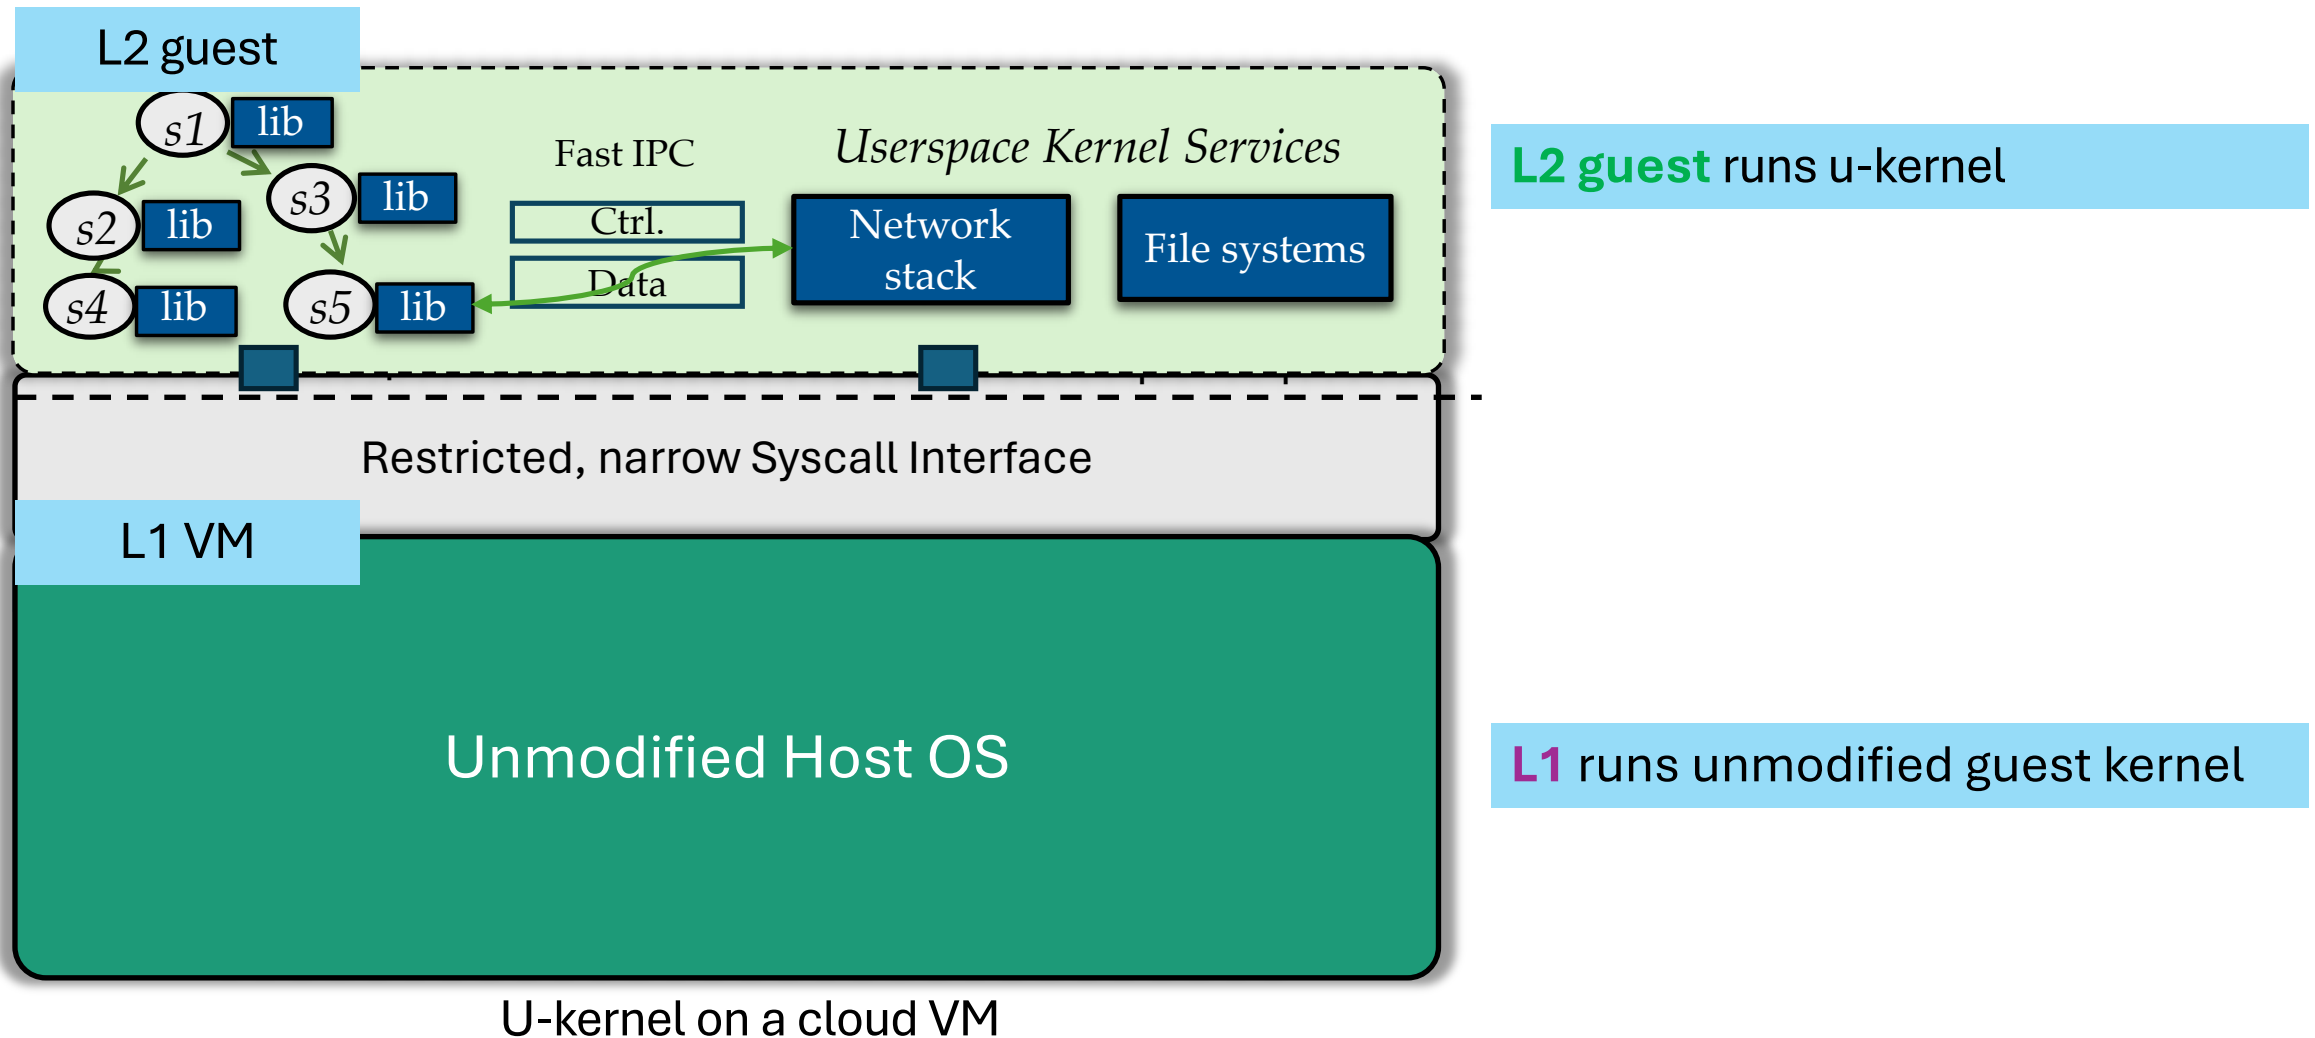 L2 guest
s1 lib
s3 lib
s2 lib
s4 lib
s5 lib
Fast IPC
Ctrl.
Data
Userspace Kernel Services
Network
stack
File systems
L2 guest runs u-kernel
Restricted, narrow Syscall Interface
L1 VM
Unmodified Host OS
L1 runs unmodified guest kernel
U-kernel on a cloud VM